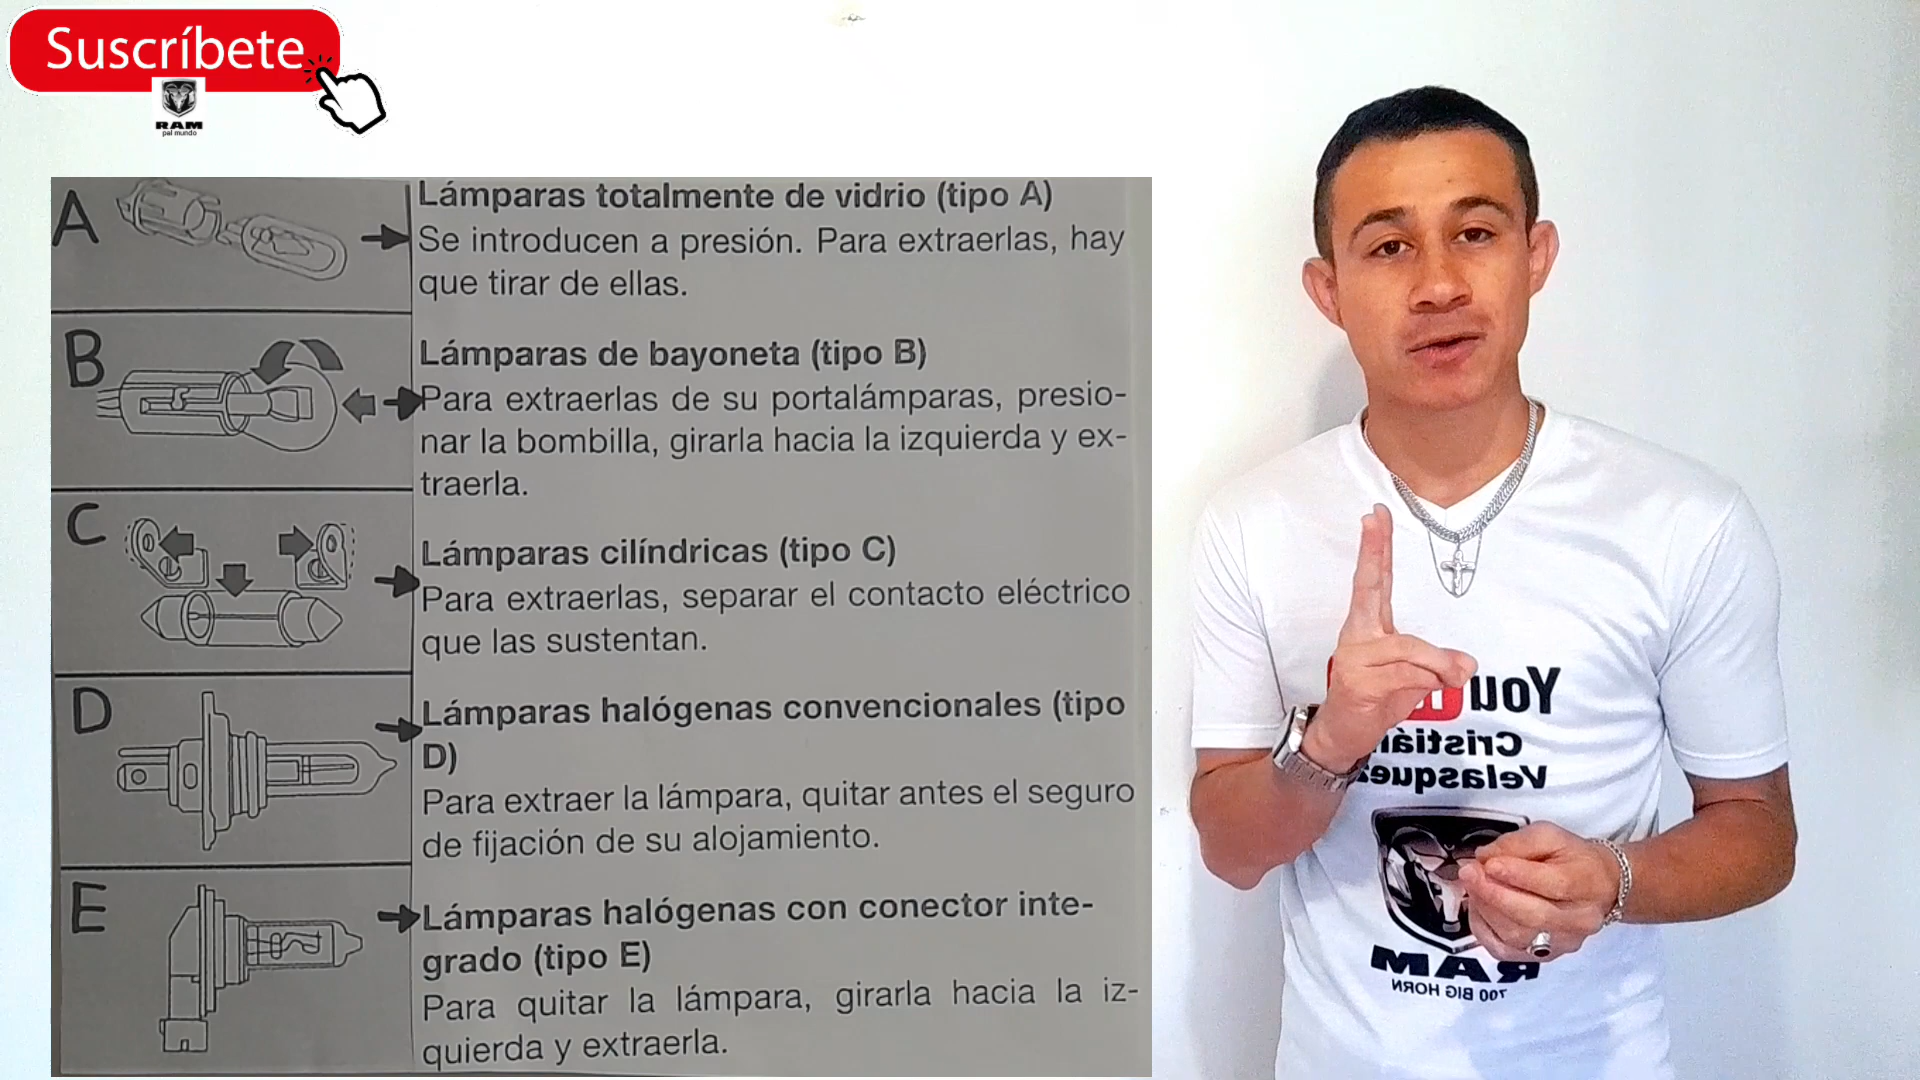 Suscríbete
RAM
pal mundo
A
Lámparas totalmente de vidrio (tipo A)
Se introducen a presión. Para extraerlas, hay
que tirar de ellas.
B
Lámparas de bayoneta (tipo B)
Para extraerlas de su portalámparas, presio-
nar la bombilla, girarla hacia la izquierda y ex-
traerla.
C
Lámparas cilíndricas (tipo C)
Para extraerlas, separar el contacto eléctrico
que las sustentan.
D
Lámparas halógenas convencionales (tipo
D)
Para extraer la lámpara, quitar antes el seguro
de fijación de su alojamiento.
E
Lámparas halógenas con conector inte-
grado (tipo E)
Para quitar la lámpara, girarla hacia la iz-
quierda y extraerla.
You
Cristián
Velasquez
RAM
700 BIG HORN